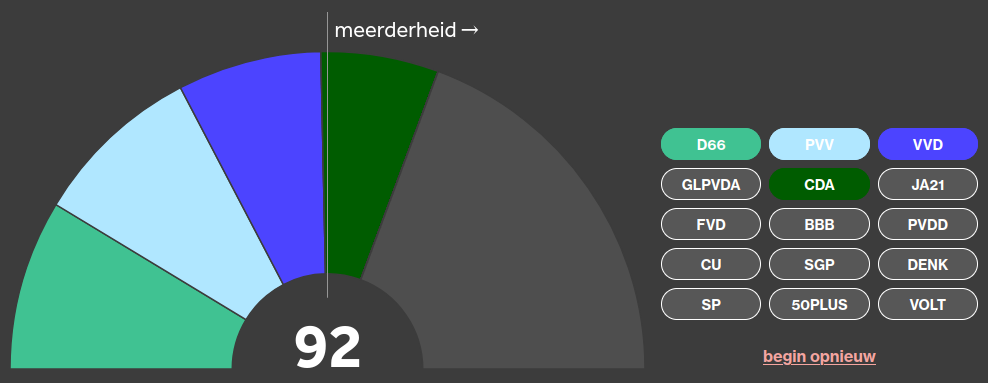 meerderheid →
D66 PVV VVD
GLPVDA CDA JA21
FVD BBB PVDD
CU SGP DENK
SP 50PLUS VOLT
92
begin opnieuw